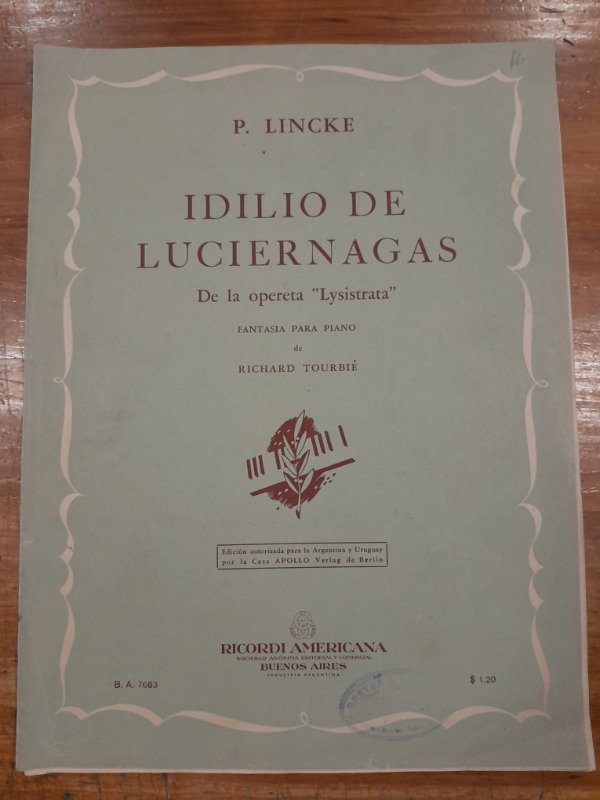 P. LINCKE
IDILIO DE
LUCIERNAGAS
De la opereta "Lysistrata"
FANTASIA PARA PIANO
de
RICHARD TOURBIÉ
Edición autorizada para la Argentina y Uruguay
por la Casa APOLLO Verlag de Berlin
RICORDI AMERICANA
SOCIEDAD ANÓNIMA EDITORIAL Y COMERCIAL
BUENOS AIRES
INDUSTRIA ARGENTINA
B. A. 7683
$ 1.20